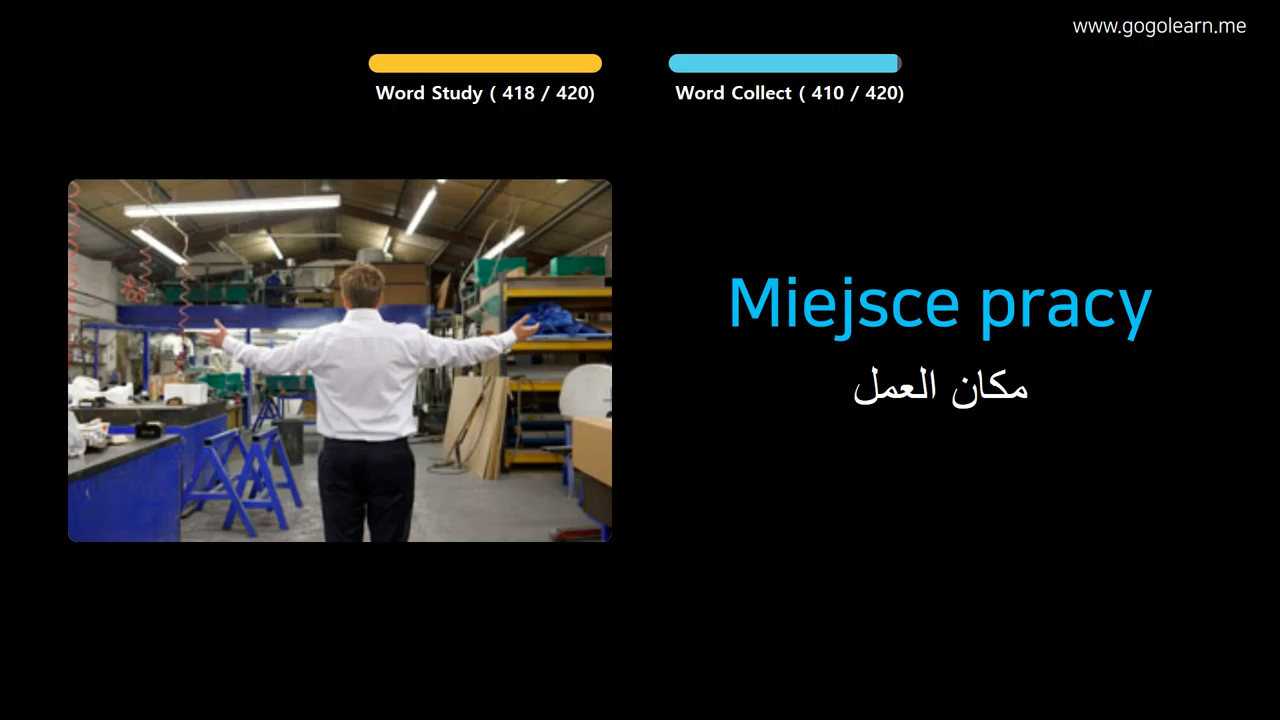 www.gogolearn.me
Word Study ( 418 / 420)
Word Collect ( 410 / 420)
Miejsce pracy
مكان العمل